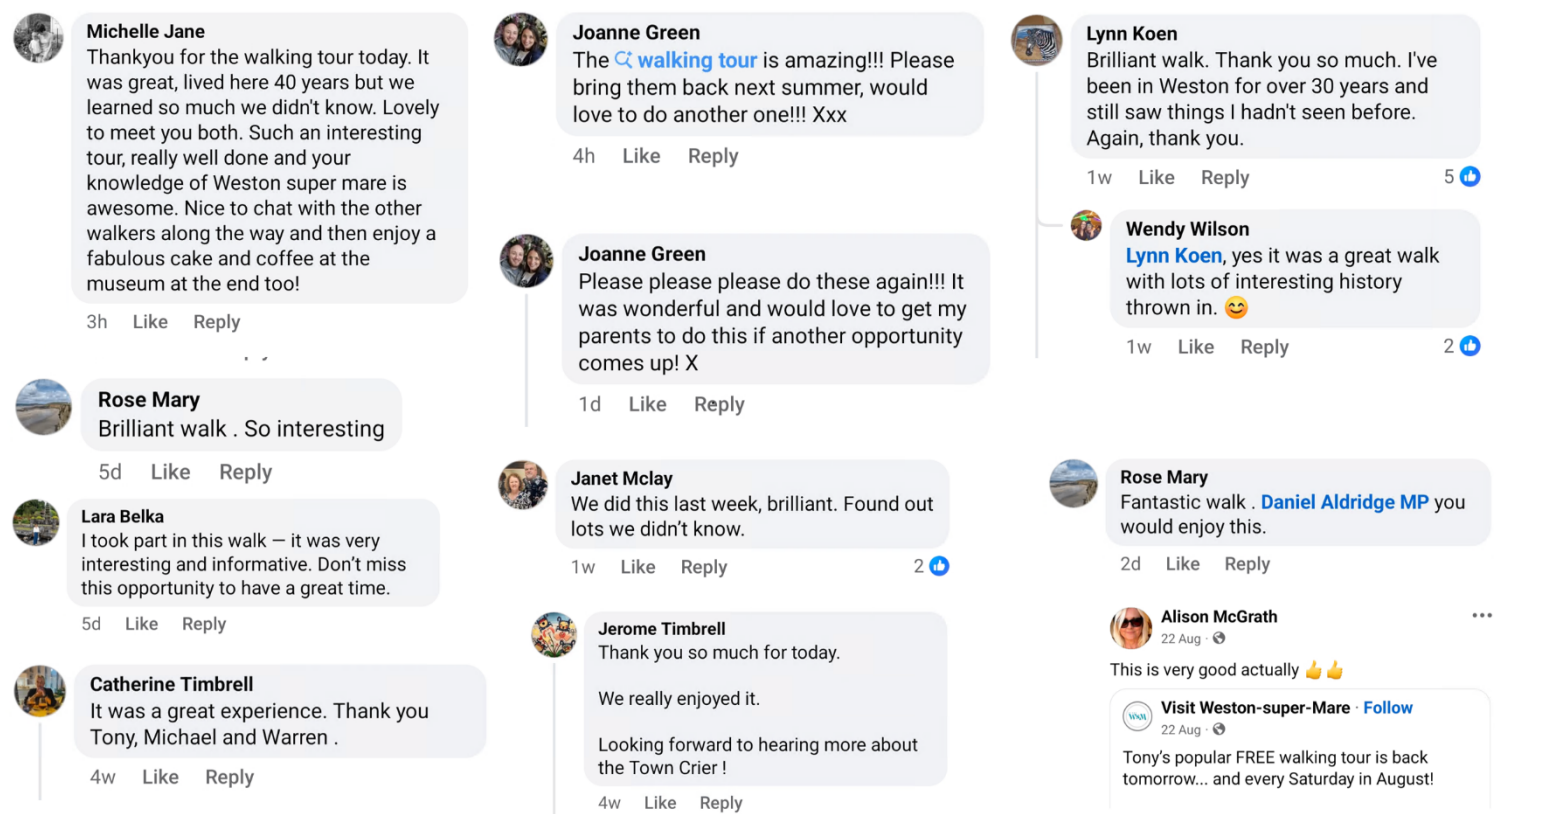 Michelle Jane
Thankyou for the walking tour today. It
was great, lived here 40 years but we
learned so much we didn't know. Lovely
to meet you both. Such an interesting
tour, really well done and your
knowledge of Weston super mare is
awesome. Nice to chat with the other
walkers along the way and then enjoy a
fabulous cake and coffee at the
museum at the end too!
3h Like Reply
Rose Mary
Brilliant walk . So interesting
5d Like Reply
Lara Belka
I took part in this walk – it was very
interesting and informative. Don't miss
this opportunity to have a great time.
5d Like Reply
Catherine Timbrell
It was a great experience. Thank you
Tony, Michael and Warren .
4w Like Reply
Joanne Green
The walking tour is amazing!!! Please
bring them back next summer, would
love to do another one!!! Xxx
4h Like Reply
Joanne Green
Please please please do these again!!! It
was wonderful and would love to get my
parents to do this if another opportunity
comes up! X
1d Like Reply
Janet Mclay
We did this last week, brilliant. Found out
lots we didn't know.
1w Like Reply 2
Jerome Timbrell
Thank you so much for today.
We really enjoyed it.
Looking forward to hearing more about
the Town Crier !
4w Like Reply
Lynn Koen
Brilliant walk. Thank you so much. I've
been in Weston for over 30 years and
still saw things I hadn't seen before.
Again, thank you.
1w Like Reply 5
Wendy Wilson
Lynn Koen, yes it was a great walk
with lots of interesting history
thrown in. 😊
1w Like Reply 2
Rose Mary
Fantastic walk . Daniel Aldridge MP you
would enjoy this.
2d Like Reply
Alison McGrath
22 Aug ·
This is very good actually 👍👍
Visit Weston-super-Mare · Follow
22 Aug ·
Tony's popular FREE walking tour is back
tomorrow... and every Saturday in August!